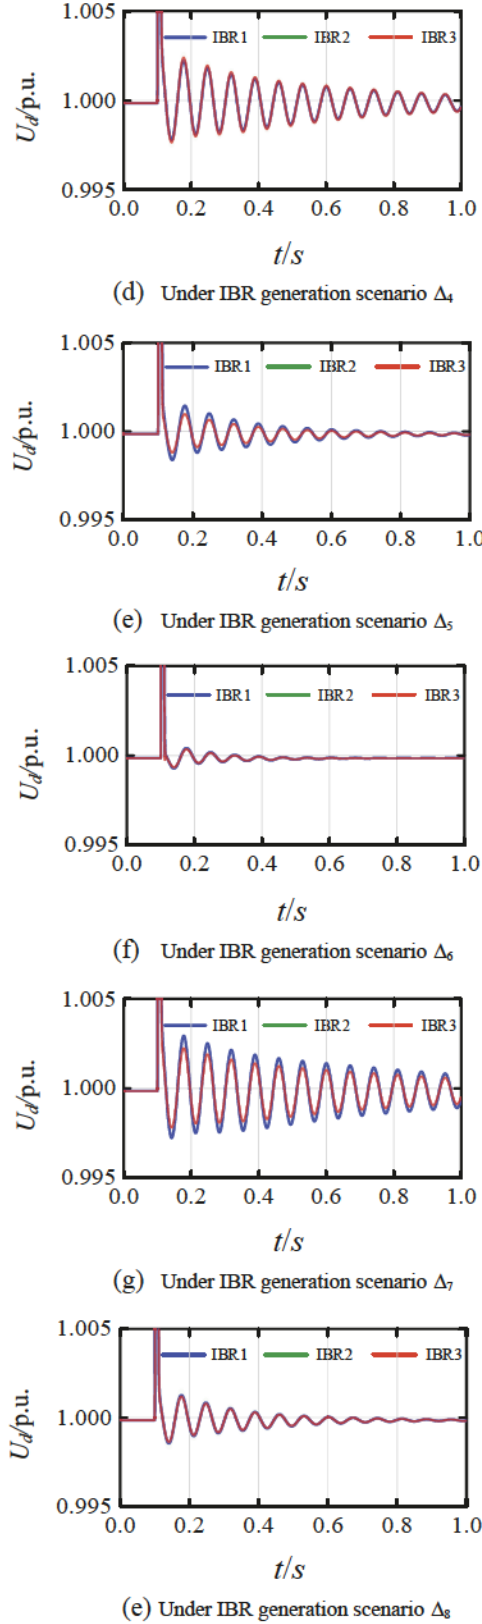 1.005
IBR1 IBR2 IBR3
1.000
U_d/p.u.
0.995
0.0 0.2 0.4 0.6 0.8 1.0
t/s
(d) Under IBR generation scenario Δ₄
1.005
IBR1 IBR2 IBR3
1.000
U_d/p.u.
0.995
0.0 0.2 0.4 0.6 0.8 1.0
t/s
(e) Under IBR generation scenario Δ₅
1.005
IBR1 IBR2 IBR3
1.000
U_d/p.u.
0.995
0.0 0.2 0.4 0.6 0.8 1.0
t/s
(f) Under IBR generation scenario Δ₆
1.005
IBR1 IBR2 IBR3
1.000
U_d/p.u.
0.995
0.0 0.2 0.4 0.6 0.8 1.0
t/s
(g) Under IBR generation scenario Δ₇
1.005
IBR1 IBR2 IBR3
1.000
U_d/p.u.
0.995
0.0 0.2 0.4 0.6 0.8 1.0
t/s
(e) Under IBR generation scenario Δ₈